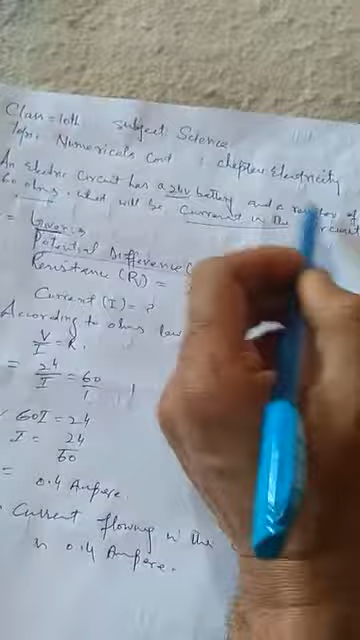 Class=10th Subject Science
Topic Numericals Cont : chepter Electricity
An Electric Circuit has a 24v battery and a resistor of
60 ohms. what will be Current in the circuit
= Given:
Potential Difference(
Resistance (R) =
Current (I) = ?
According to ohms law
V/I = R,
= 24/I = 60/1
60I = 24
I = 24/60
= 0.4 Ampere.
Current flowing in the
is 0.4 Ampere.